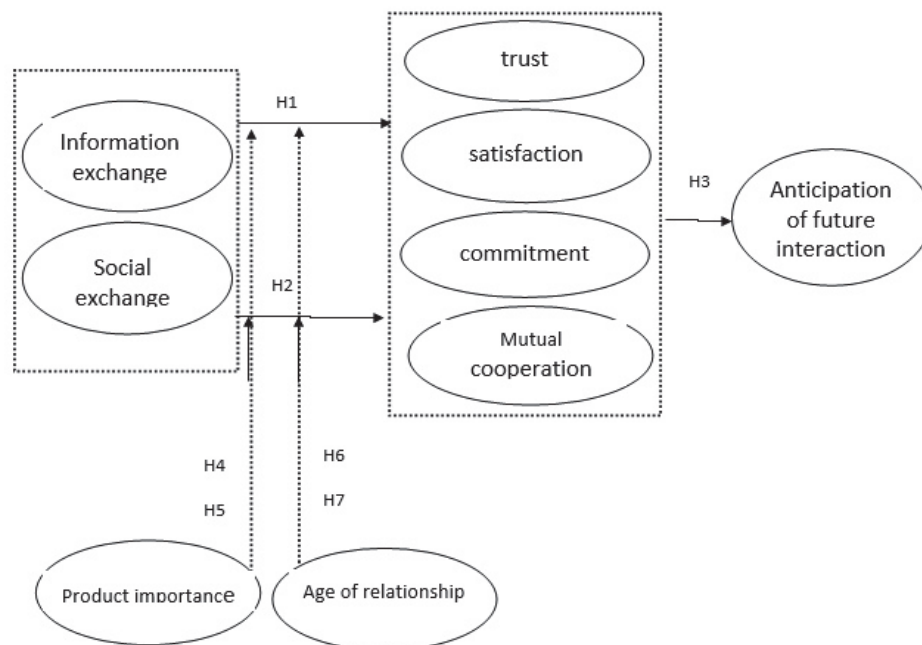 trust
H1
Information
exchange
satisfaction
H3
Anticipation
of future
interaction
Social
exchange
commitment
H2
Mutual
cooperation
H4
H6
H5
H7
Product importance
Age of relationship